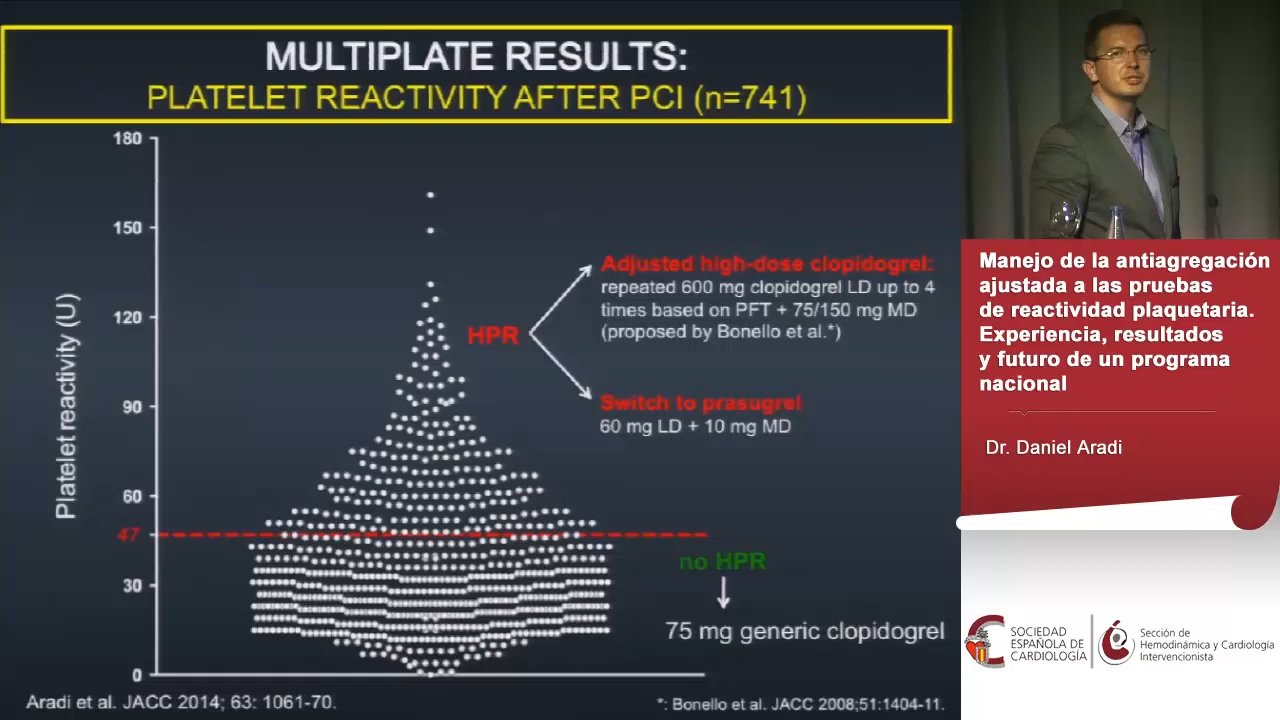 MULTIPLATE RESULTS:
PLATELET REACTIVITY AFTER PCI (n=741)
180
150
120
90
60
47
30
0
Platelet reactivity (U)
HPR
Adjusted high-dose clopidogrel:
repeated 600 mg clopidogrel LD up to 4
times based on PFT + 75/150 mg MD
(proposed by Bonello et al.*)
Switch to prasugrel
60 mg LD + 10 mg MD
no HPR
75 mg generic clopidogrel
Aradi et al. JACC 2014; 63: 1061-70.
*: Bonello et al. JACC 2008;51:1404-11.
Manejo de la antiagregación
ajustada a las pruebas
de reactividad plaquetaria.
Experiencia, resultados
y futuro de un programa
nacional
Dr. Daniel Aradi
SOCIEDAD
ESPAÑOLA DE
CARDIOLOGÍA
Sección de
Hemodinámica y Cardiología
Intervencionista